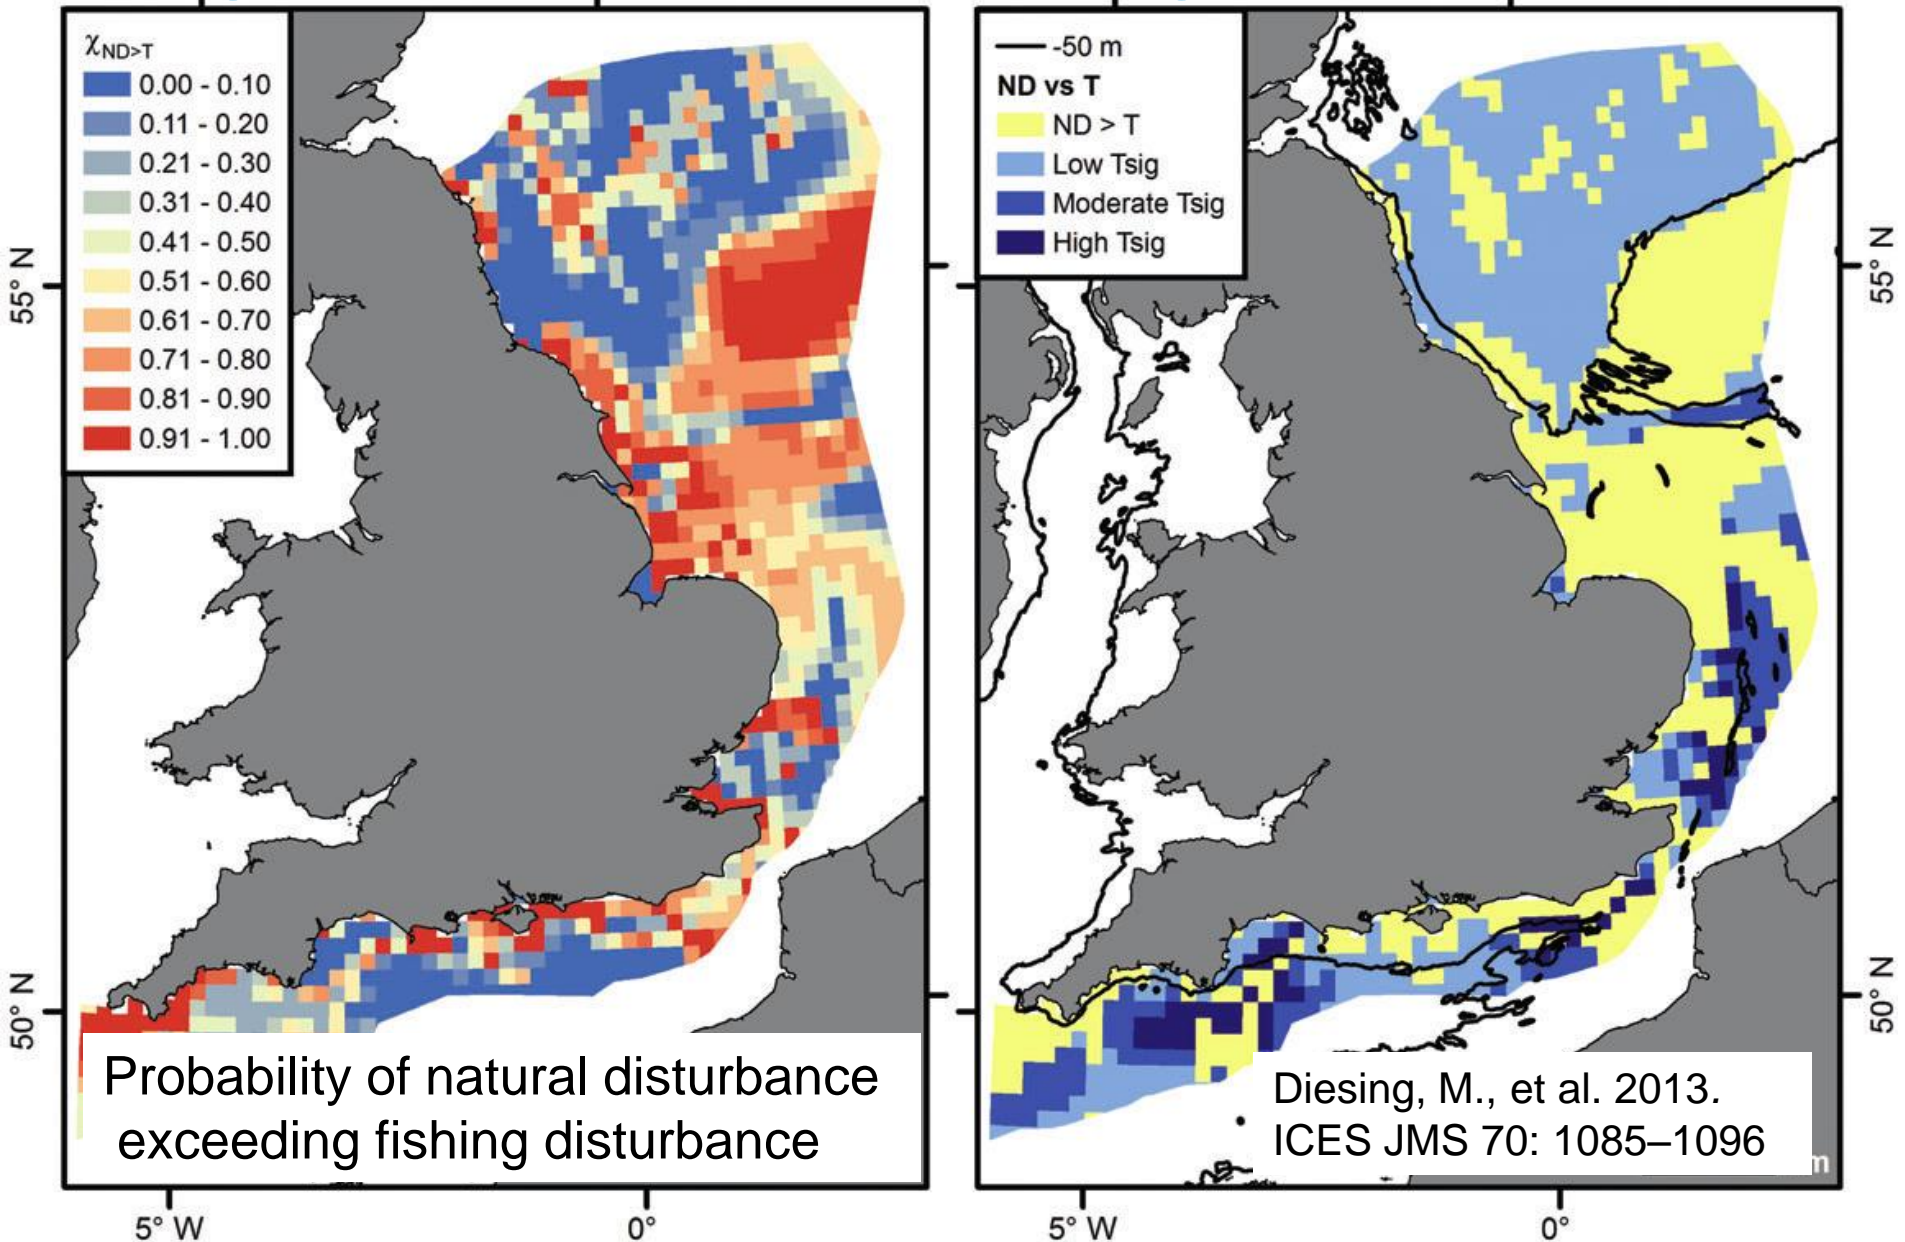 χND>T
0.00 - 0.10
0.11 - 0.20
0.21 - 0.30
0.31 - 0.40
0.41 - 0.50
0.51 - 0.60
0.61 - 0.70
0.71 - 0.80
0.81 - 0.90
0.91 - 1.00
55° N
50° N
5° W
0°
Probability of natural disturbance
exceeding fishing disturbance
-50 m
ND vs T
ND > T
Low Tsig
Moderate Tsig
High Tsig
55° N
50° N
5° W
0°
Diesing, M., et al. 2013.
ICES JMS 70: 1085–1096
m